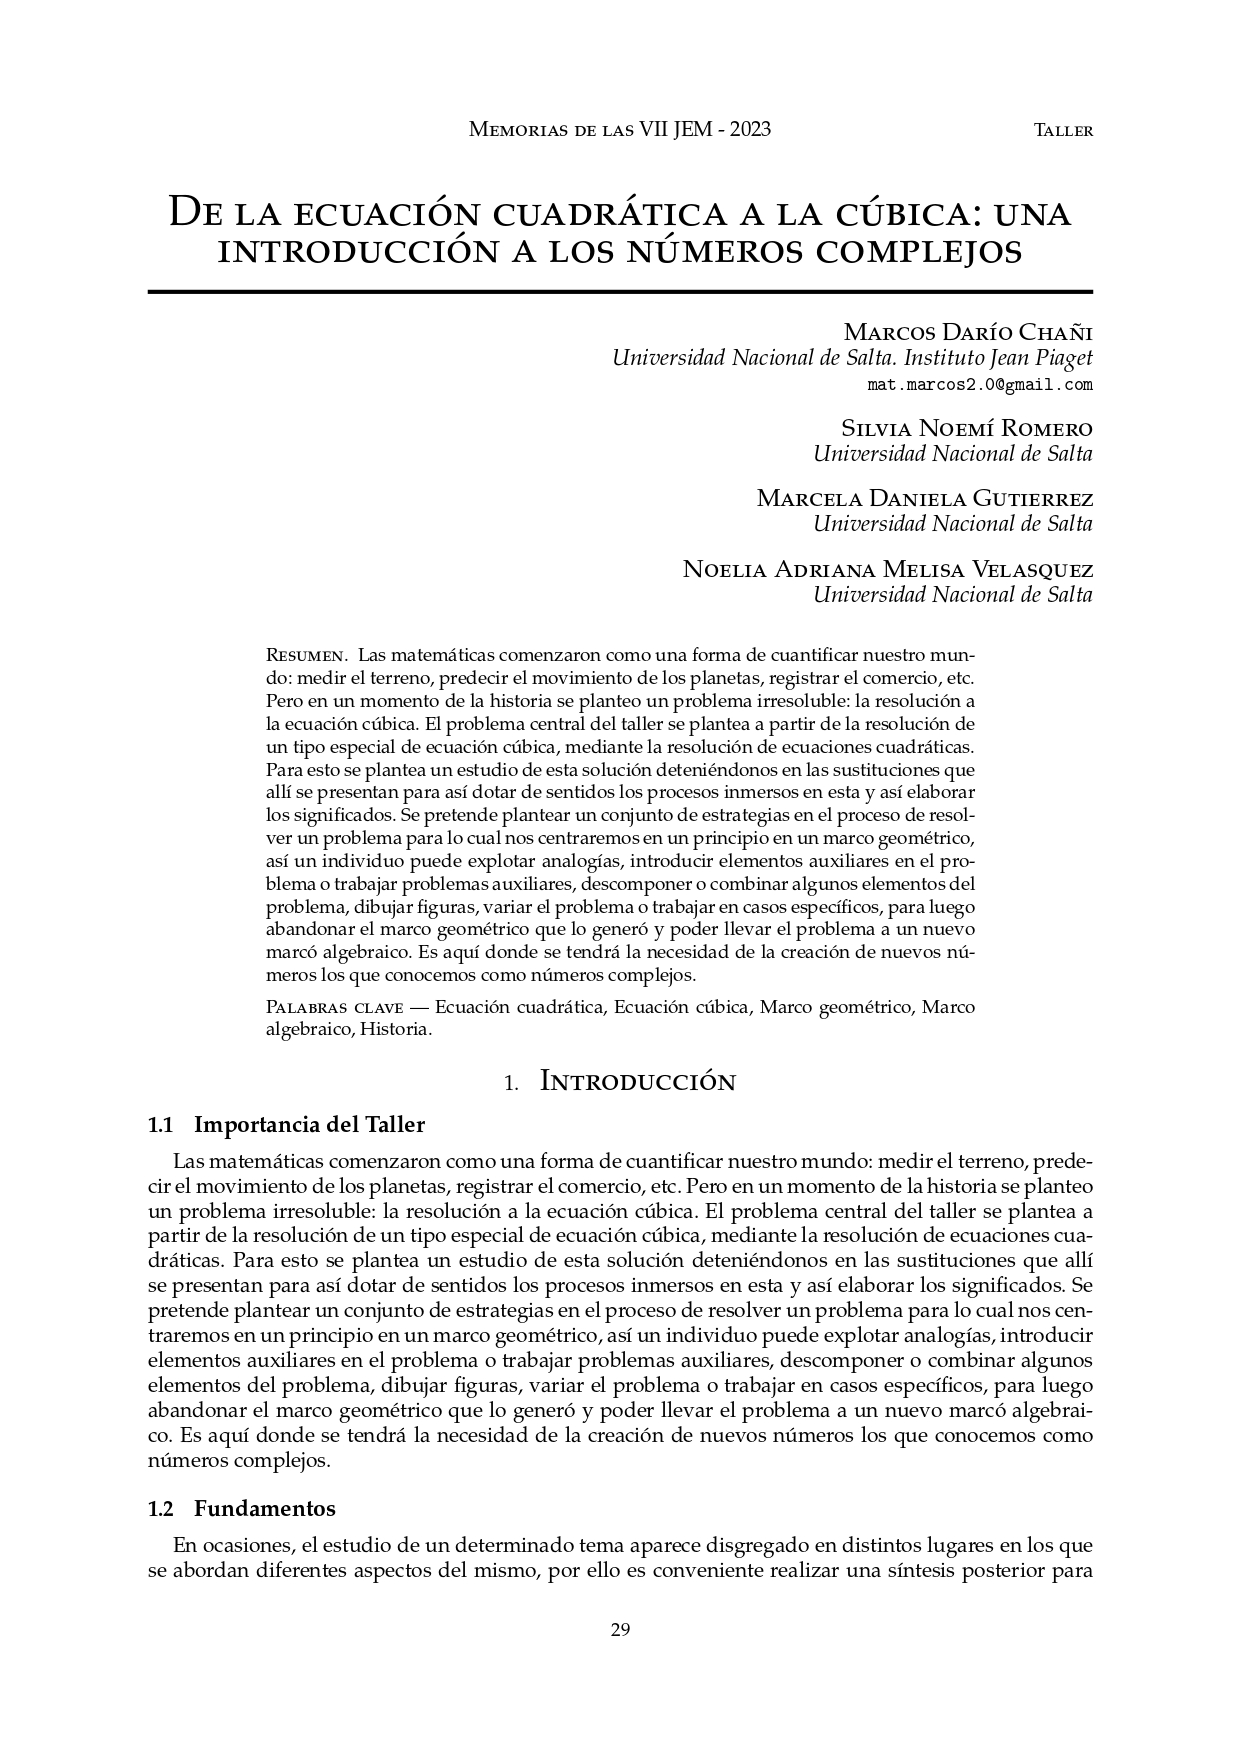 Memorias de las VII JEM - 2023 Taller
De la ecuación cuadrática a la cúbica: una
introducción a los números complejos
Marcos Darío Chañi
Universidad Nacional de Salta. Instituto Jean Piaget
mat.marcos2.0@gmail.com
Silvia Noemí Romero
Universidad Nacional de Salta
Marcela Daniela Gutierrez
Universidad Nacional de Salta
Noelia Adriana Melisa Velasquez
Universidad Nacional de Salta
Resumen. Las matemáticas comenzaron como una forma de cuantificar nuestro mun-
do: medir el terreno, predecir el movimiento de los planetas, registrar el comercio, etc.
Pero en un momento de la historia se planteo un problema irresoluble: la resolución a
la ecuación cúbica. El problema central del taller se plantea a partir de la resolución de
un tipo especial de ecuación cúbica, mediante la resolución de ecuaciones cuadráticas.
Para esto se plantea un estudio de esta solución deteniéndonos en las sustituciones que
allí se presentan para así dotar de sentidos los procesos inmersos en esta y así elaborar
los significados. Se pretende plantear un conjunto de estrategias en el proceso de resol-
ver un problema para lo cual nos centraremos en un principio en un marco geométrico,
así un individuo puede explotar analogías, introducir elementos auxiliares en el pro-
blema o trabajar problemas auxiliares, descomponer o combinar algunos elementos del
problema, dibujar figuras, variar el problema o trabajar en casos específicos, para luego
abandonar el marco geométrico que lo generó y poder llevar el problema a un nuevo
marcó algebraico. Es aquí donde se tendrá la necesidad de la creación de nuevos nú-
meros los que conocemos como números complejos.
Palabras clave — Ecuación cuadrática, Ecuación cúbica, Marco geométrico, Marco
algebraico, Historia.
1. Introducción
1.1 Importancia del Taller
Las matemáticas comenzaron como una forma de cuantificar nuestro mundo: medir el terreno, prede-
cir el movimiento de los planetas, registrar el comercio, etc. Pero en un momento de la historia se planteo
un problema irresoluble: la resolución a la ecuación cúbica. El problema central del taller se plantea a
partir de la resolución de un tipo especial de ecuación cúbica, mediante la resolución de ecuaciones cua-
dráticas. Para esto se plantea un estudio de esta solución deteniéndonos en las sustituciones que allí
se presentan para así dotar de sentidos los procesos inmersos en esta y así elaborar los significados. Se
pretende plantear un conjunto de estrategias en el proceso de resolver un problema para lo cual nos cen-
traremos en un principio en un marco geométrico, así un individuo puede explotar analogías, introducir
elementos auxiliares en el problema o trabajar problemas auxiliares, descomponer o combinar algunos
elementos del problema, dibujar figuras, variar el problema o trabajar en casos específicos, para luego
abandonar el marco geométrico que lo generó y poder llevar el problema a un nuevo marcó algebrai-
co. Es aquí donde se tendrá la necesidad de la creación de nuevos números los que conocemos como
números complejos.
1.2 Fundamentos
En ocasiones, el estudio de un determinado tema aparece disgregado en distintos lugares en los que
se abordan diferentes aspectos del mismo, por ello es conveniente realizar una síntesis posterior para
29